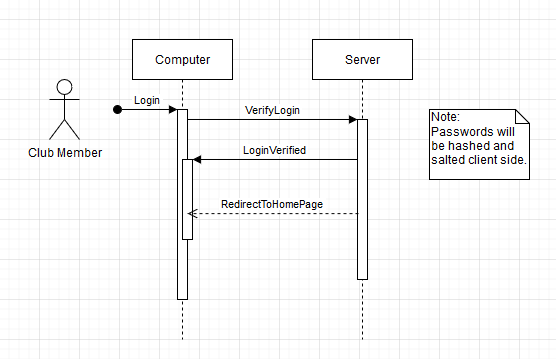 Computer
Server
Login
VerifyLogin
Club Member
LoginVerified
RedirectToHomePage
Note:
Passwords will
be hashed and
salted client side.